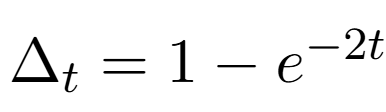 Δ_t = 1 − e^{−2t}